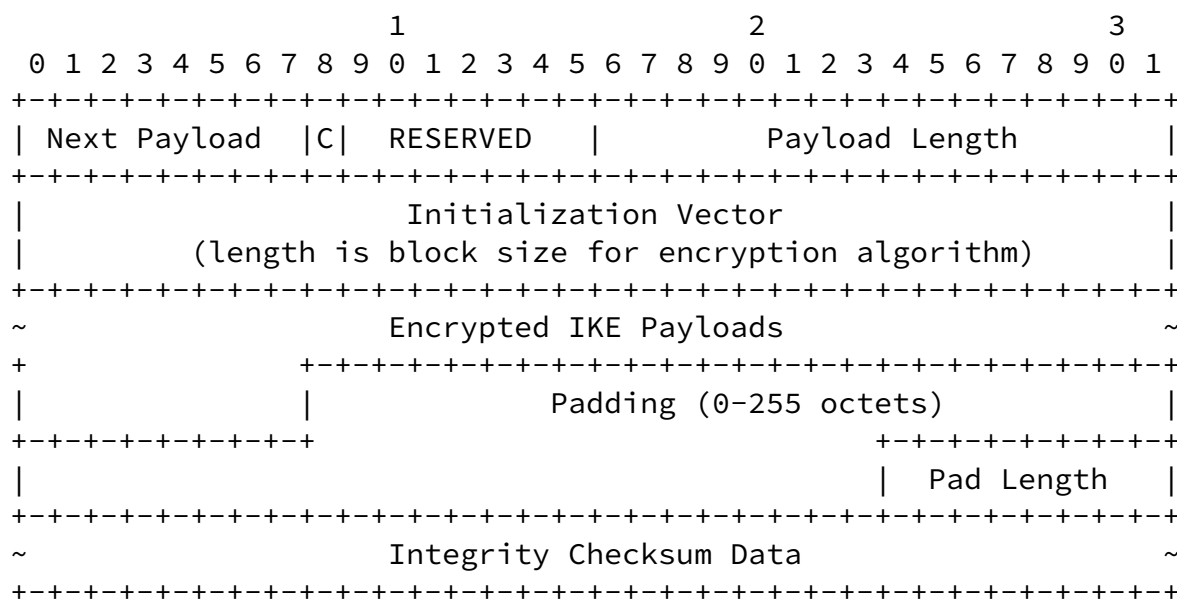 1                   2                   3
 0 1 2 3 4 5 6 7 8 9 0 1 2 3 4 5 6 7 8 9 0 1 2 3 4 5 6 7 8 9 0 1
+-+-+-+-+-+-+-+-+-+-+-+-+-+-+-+-+-+-+-+-+-+-+-+-+-+-+-+-+-+-+-+-+
| Next Payload  |C|  RESERVED   |         Payload Length        |
+-+-+-+-+-+-+-+-+-+-+-+-+-+-+-+-+-+-+-+-+-+-+-+-+-+-+-+-+-+-+-+-+
|                     Initialization Vector                     |
|         (length is block size for encryption algorithm)       |
+-+-+-+-+-+-+-+-+-+-+-+-+-+-+-+-+-+-+-+-+-+-+-+-+-+-+-+-+-+-+-+-+
~                    Encrypted IKE Payloads                     ~
+               +-+-+-+-+-+-+-+-+-+-+-+-+-+-+-+-+-+-+-+-+-+-+-+-+
|               |             Padding (0-255 octets)            |
+-+-+-+-+-+-+-+-+                               +-+-+-+-+-+-+-+-+
|                                               |  Pad Length   |
+-+-+-+-+-+-+-+-+-+-+-+-+-+-+-+-+-+-+-+-+-+-+-+-+-+-+-+-+-+-+-+-+
~                    Integrity Checksum Data                    ~
+-+-+-+-+-+-+-+-+-+-+-+-+-+-+-+-+-+-+-+-+-+-+-+-+-+-+-+-+-+-+-+-+